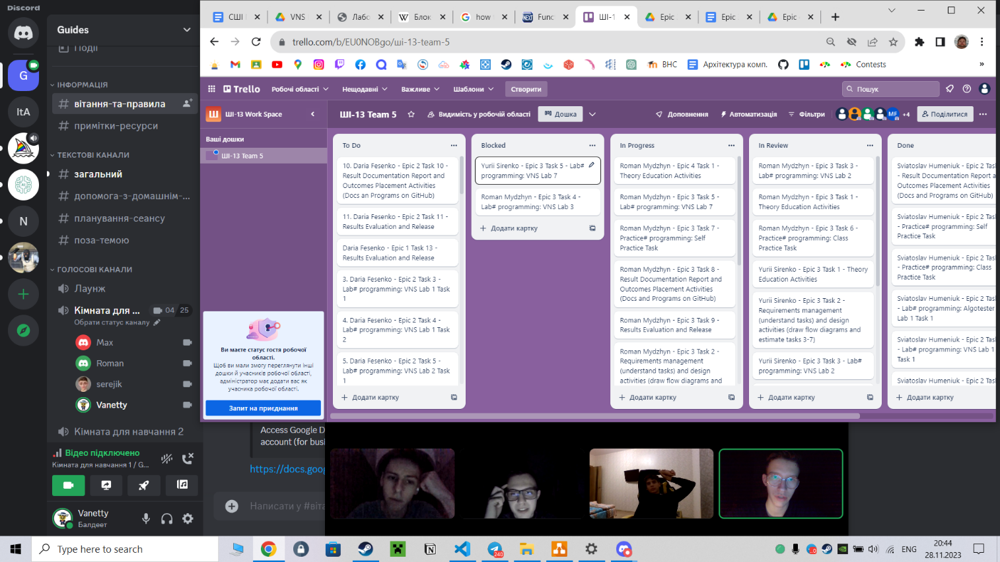 Discord
Guides
Події
ІНФОРМАЦІЯ
вітання-та-правила
примітки-ресурси
ТЕКСТОВІ КАНАЛИ
загальний
допомога-з-домашнім-...
планування-сеансу
поза-темою
ГОЛОСОВІ КАНАЛИ
Лаунж
Кімната для ... 04 25
Обрати статус каналу
Max
Roman
serejik
Vanetty
Кімната для навчання 2
Відео підключено
Кімната для навчання 1 / G...
Vanetty
Балдеет
G
ItA
N
СШІ
VNS
Лабо
Блок
how
Func
ШІ-1
Epic
Epic
Epic
trello.com/b/EU0NOBgo/ші-13-team-5
ВНС
Архітектура комп.
Contests
Trello
Робочі області
Нещодавні
Важливе
Шаблони
Створити
Пошук
Ш ШІ-13 Work Space
ШІ-13 Team 5
Видимість у робочій області
Дошка
Доповнення
Автоматизація
Фільтри
MF
+4
Поділитися
Ваші дошки
ШІ-13 Team 5
Ви маєте статус гостя робочої
області.
Щоб ви мали змогу переглянути інші
дошки й учасників робочої області,
адміністратор має додати вас як
учасника робочої області.
Запит на приєднання
To Do
10. Daria Fesenko - Epic 2 Task 10 -
Result Documentation Report and
Outcomes Placement Activities
(Docs an Programs on GitHub)
11. Daria Fesenko - Epic 2 Task 11 -
Results Evaluation and Release
Daria Fesenko - Epic 1 Task 13 -
Results Evaluation and Release
3. Daria Fesenko - Epic 2 Task 3 -
Lab# programming: VNS Lab 1 Task
1
4. Daria Fesenko - Epic 2 Task 4 -
Lab# programming: VNS Lab 1 Task
2
5. Daria Fesenko - Epic 2 Task 5 -
Lab# programming: VNS Lab 2 Task
1
Додати картку
Blocked
Yurii Sirenko - Epic 3 Task 5 - Lab#
programming: VNS Lab 7
Roman Mydzhyn - Epic 3 Task 4 -
Lab# programming: VNS Lab 3
Додати картку
In Progress
Roman Mydzhyn - Epic 4 Task 1 -
Theory Education Activities
Roman Mydzhyn - Epic 3 Task 5 -
Lab# programming: VNS Lab 7
Roman Mydzhyn - Epic 3 Task 7 -
Practice# programming: Self
Practice Task
Roman Mydzhyn - Epic 3 Task 8 -
Result Documentation Report and
Outcomes Placement Activities
(Docs and Programs on GitHub)
Roman Mydzhyn - Epic 3 Task 9 -
Results Evaluation and Release
Roman Mydzhyn - Epic 3 Task 2 -
Requirements management
(understand tasks) and design
activities (draw flow diagrams and
Додати картку
In Review
Roman Mydzhyn - Epic 3 Task 3 -
Lab# programming: VNS Lab 2
Roman Mydzhyn - Epic 3 Task 1 -
Theory Education Activities
Roman Mydzhyn - Epic 3 Task 6 -
Practice# programming: Class
Practice Task
Yurii Sirenko - Epic 3 Task 1 - Theory
Education Activities
Yurii Sirenko - Epic 3 Task 2 -
Requirements management
(understand tasks) and design
activities (draw flow diagrams and
estimate tasks 3-7)
Yurii Sirenko - Epic 3 Task 3 - Lab#
programming: VNS Lab 2
Додати картку
Done
Sviatoslav Humeniuk - Epic 2 Tas
- Result Documentation Report a
Outcomes Placement Activities
(Docs and Programs on GitHub)
Sviatoslav Humeniuk - Epic 2 Tas
- Practice# programming: Self
Practice Task
Sviatoslav Humeniuk - Epic 2 Tas
- Practice# programming: Class
Practice Task
Sviatoslav Humeniuk - Epic 2 Tas
- Lab# programming: Algotester
Lab 1 Task 1
Sviatoslav Humeniuk - Epic 2 Tas
- Lab# programming: VNS Lab 1
Task 1
Sviatoslav Humeniuk - Epic 2 Tas
Додати картку
Access Google D
account (for busi
https://docs.goog
Написати у #віта
Type here to search
240
ENG
20:44
28.11.2023